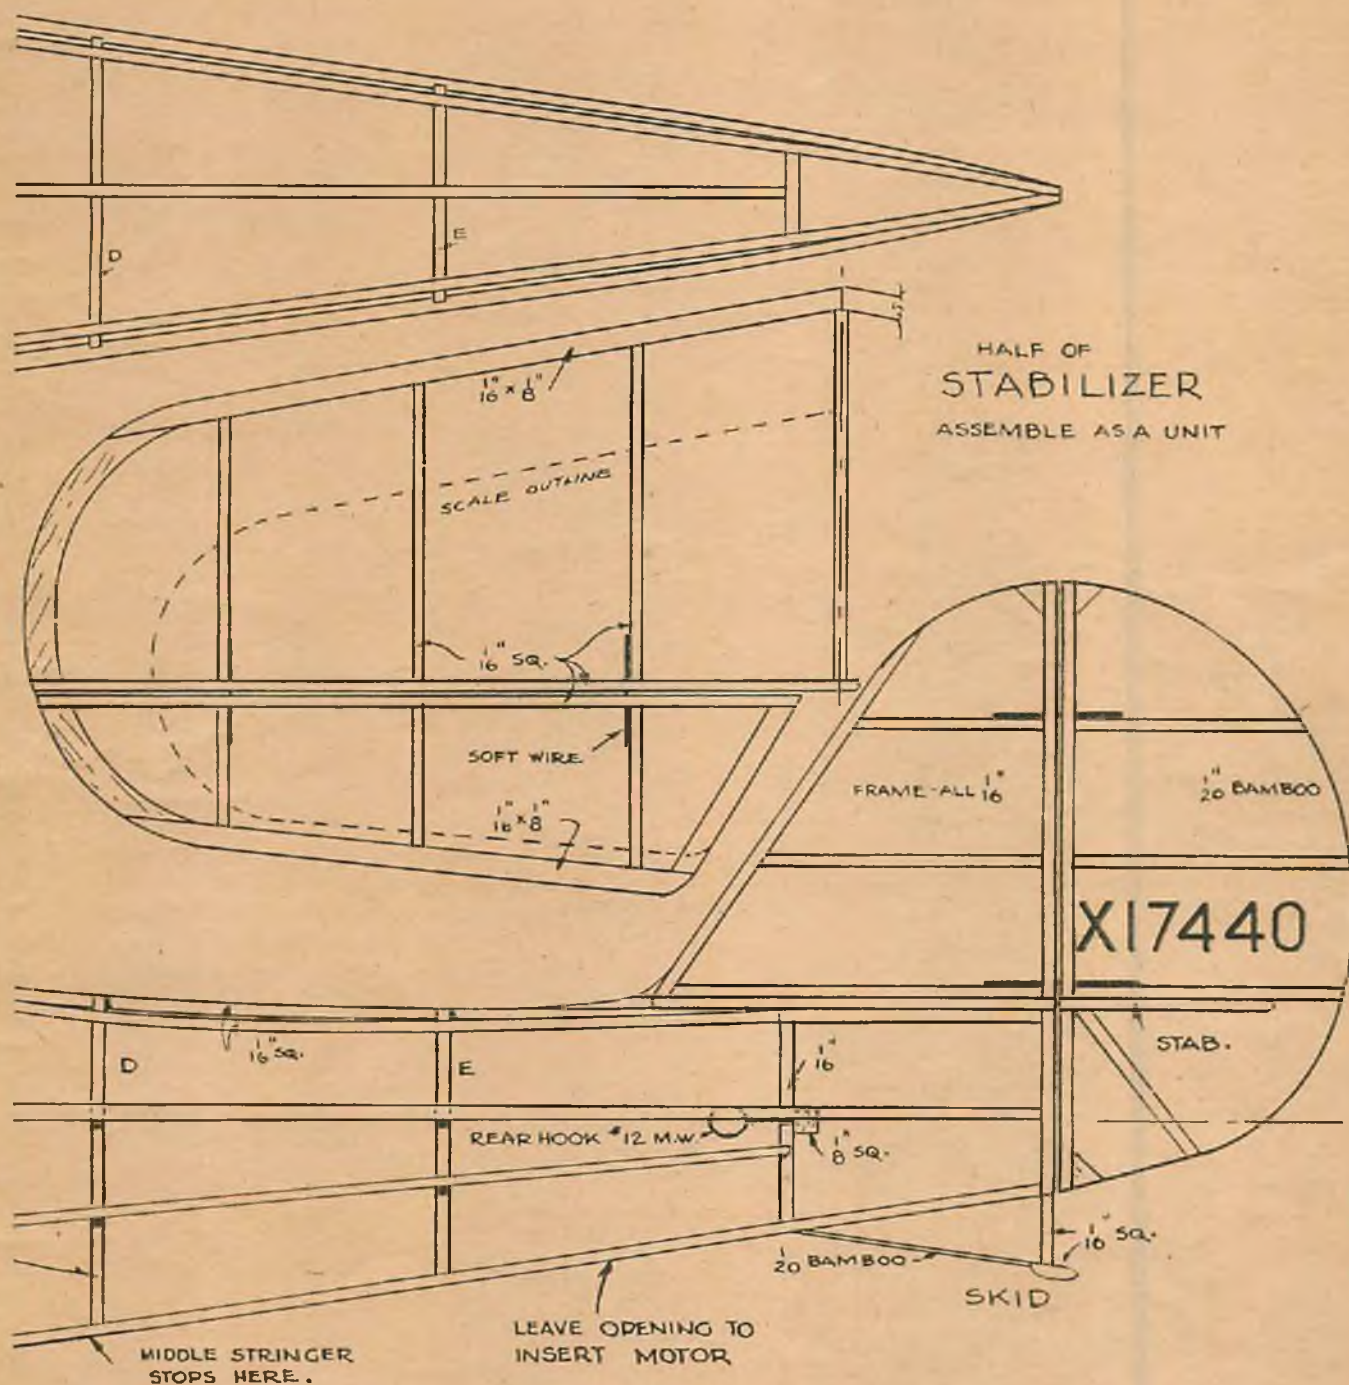 D
E
HALF OF
STABILIZER
ASSEMBLE AS A UNIT
1/16" x 1/8"
SCALE OUTLINE
1/16" SQ.
SOFT WIRE
1/16" x 1/8"
FRAME-ALL 1/16"
1/20" BAMBOO
X17440
STAB.
1/16" SQ.
D
E
1/16"
REAR HOOK #12 M.W.
1/8" SQ.
1/16" SQ.
1/20 BAMBOO
SKID
LEAVE OPENING TO
INSERT MOTOR
MIDDLE STRINGER
STOPS HERE.